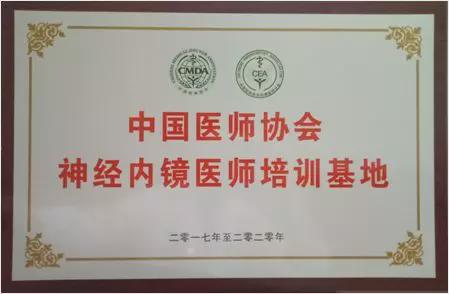 CMDA
CEA
中国医师协会
神经内镜医师培训基地
二零一七年至二零二零年